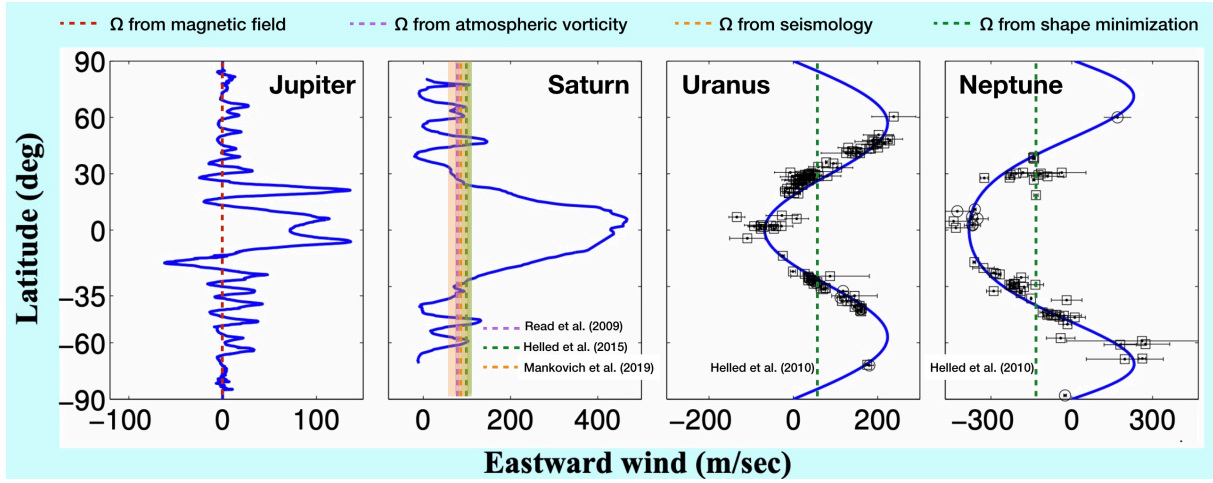 Ω from magnetic field
Ω from atmospheric vorticity
Ω from seismology
Ω from shape minimization
Latitude (deg)
90
60
30
0
−35
−60
−90
Jupiter
−100
0
100
Saturn
Read et al. (2009)
Helled et al. (2015)
Mankovich et al. (2019)
0
200
400
Uranus
Helled et al. (2010)
−200
0
200
Neptune
Helled et al. (2010)
−300
0
300
Eastward wind (m/sec)